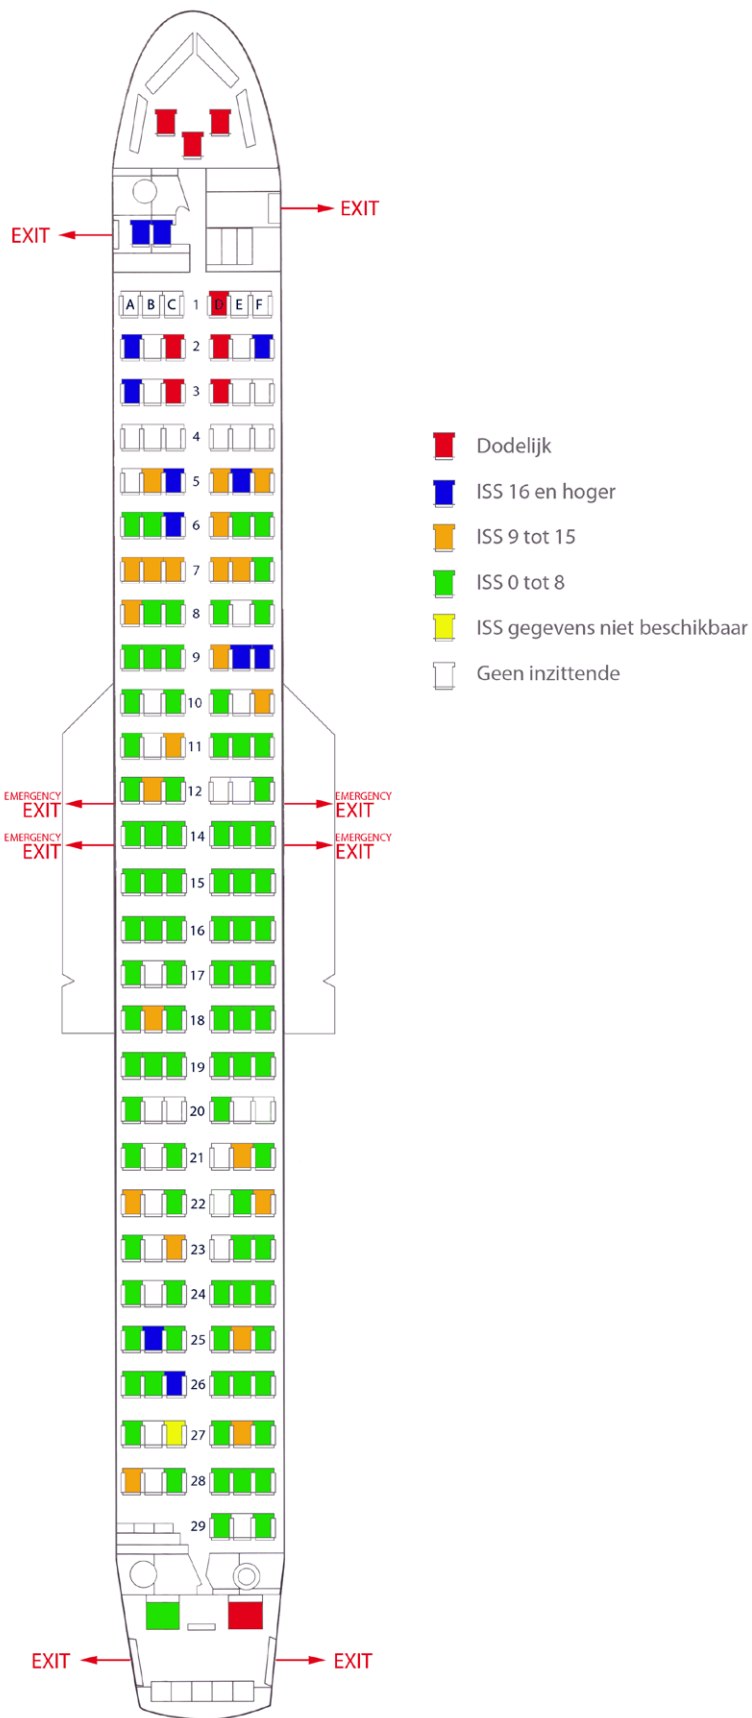 EXIT
EXIT
A B C 1 D E F
2
3
4
5
6
7
8
9
10
11
12
EMERGENCY
EXIT
EMERGENCY
EXIT
14
EMERGENCY
EXIT
EMERGENCY
EXIT
15
16
17
18
19
20
21
22
23
24
25
26
27
28
29
EXIT
EXIT
Dodelijk
ISS 16 en hoger
ISS 9 tot 15
ISS 0 tot 8
ISS gegevens niet beschikbaar
Geen inzittende